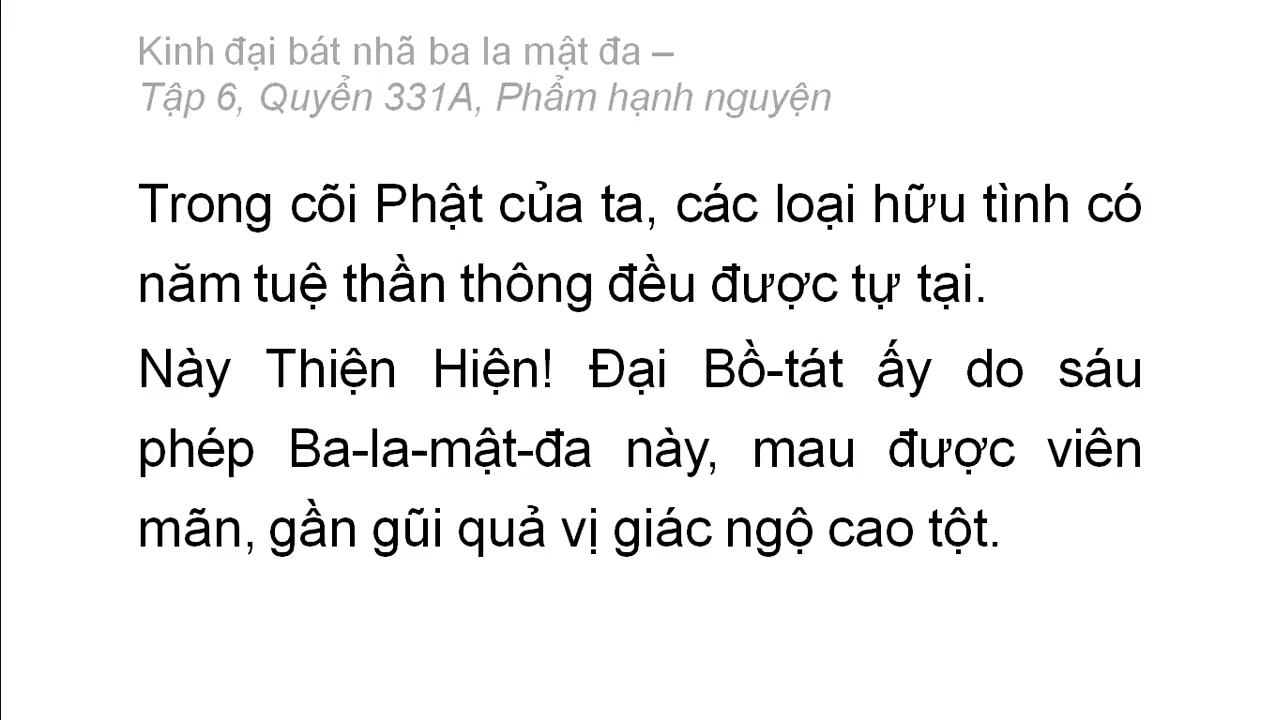 Kinh đại bát nhã ba la mật đa –
Tập 6, Quyển 331A, Phẩm hạnh nguyện
Trong cõi Phật của ta, các loại hữu tình có
năm tuệ thần thông đều được tự tại.
Này Thiện Hiện! Đại Bồ-tát ấy do sáu
phép Ba-la-mật-đa này, mau được viên
mãn, gần gũi quả vị giác ngộ cao tột.